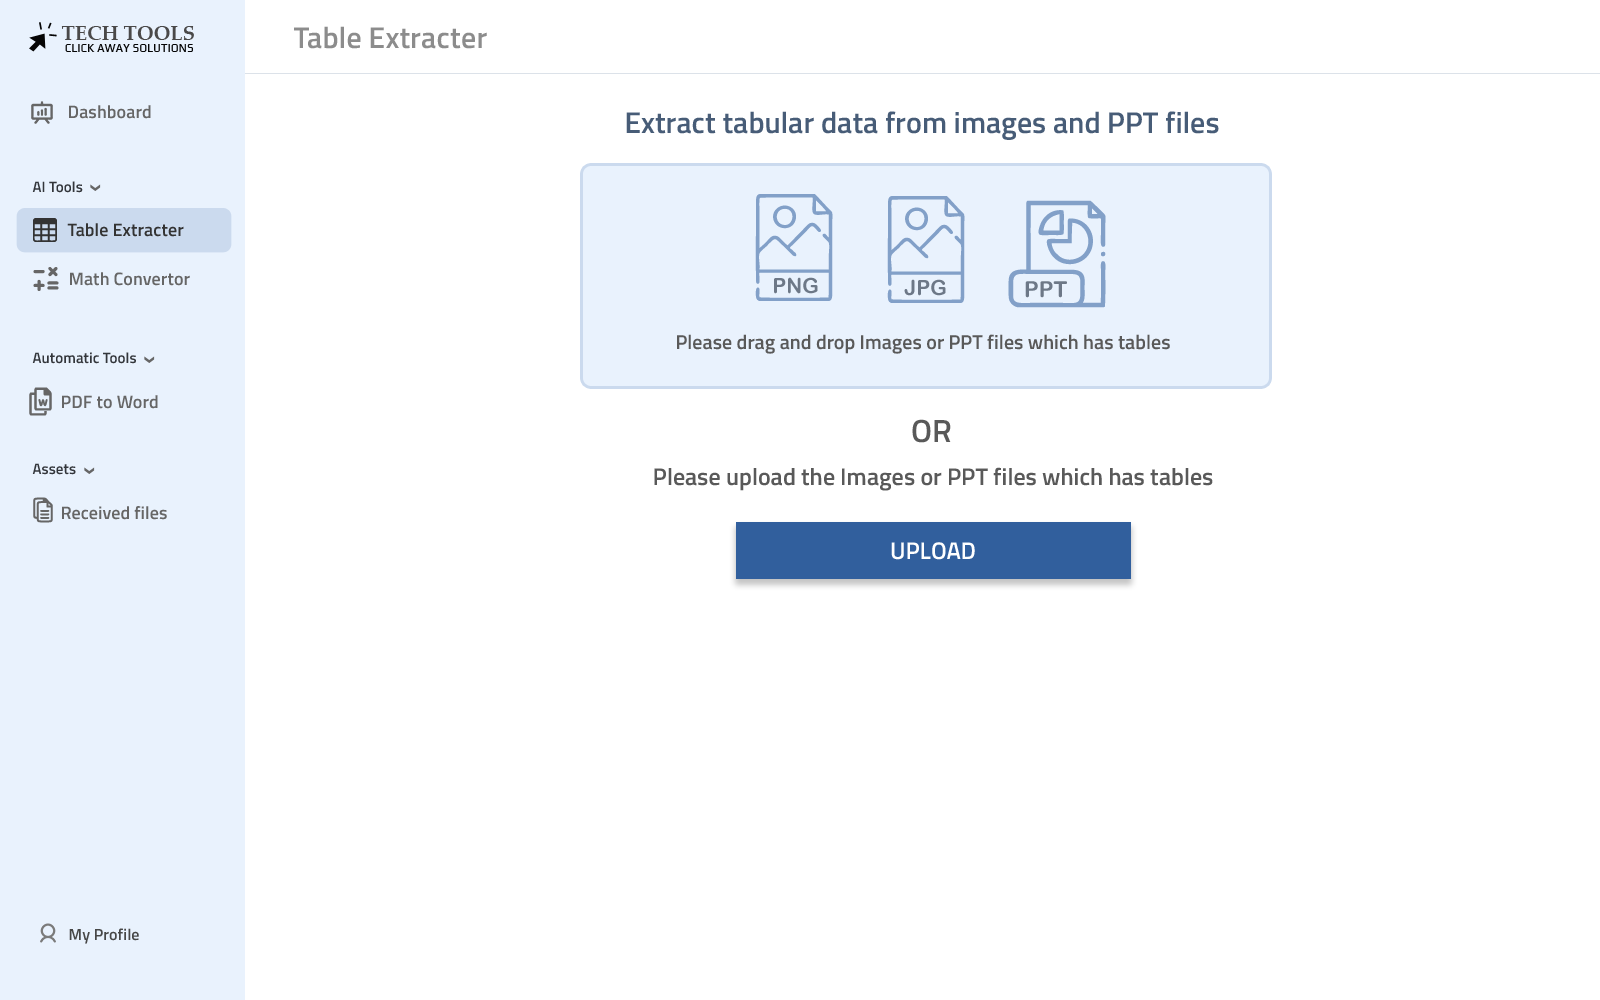 TECH TOOLS
CLICK AWAY SOLUTIONS
Dashboard
AI Tools
Table Extracter
Math Convertor
Automatic Tools
W
PDF to Word
Assets
Received files
My Profile
Table Extracter
Extract tabular data from images and PPT files
PNG
JPG
PPT
Please drag and drop Images or PPT files which has tables
OR
Please upload the Images or PPT files which has tables
UPLOAD